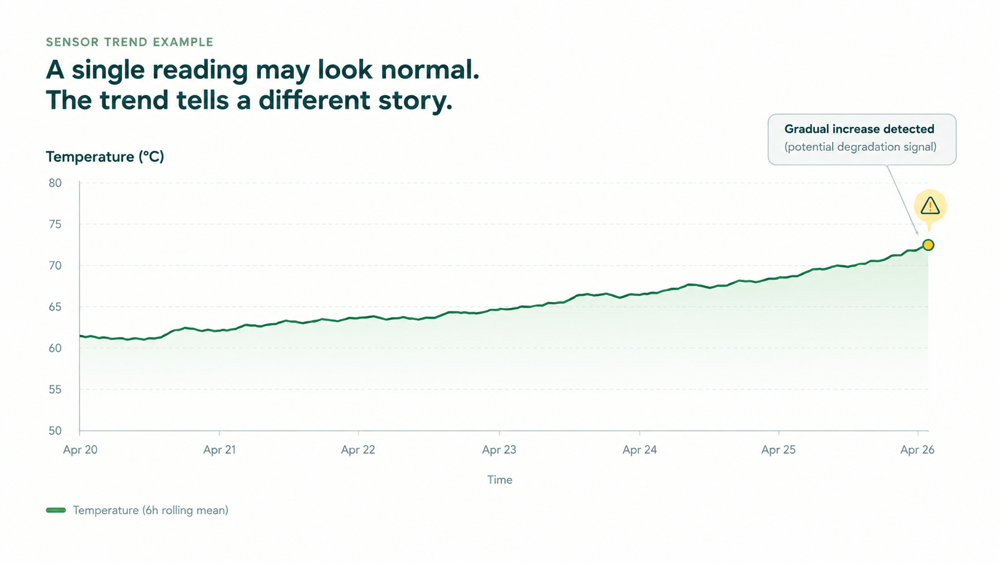 SENSOR TREND EXAMPLE
A single reading may look normal.
The trend tells a different story.
Gradual increase detected
(potential degradation signal)
Temperature (°C)
80
75
70
65
60
55
50
Apr 20
Apr 21
Apr 22
Apr 23
Apr 24
Apr 25
Apr 26
Time
Temperature (6h rolling mean)